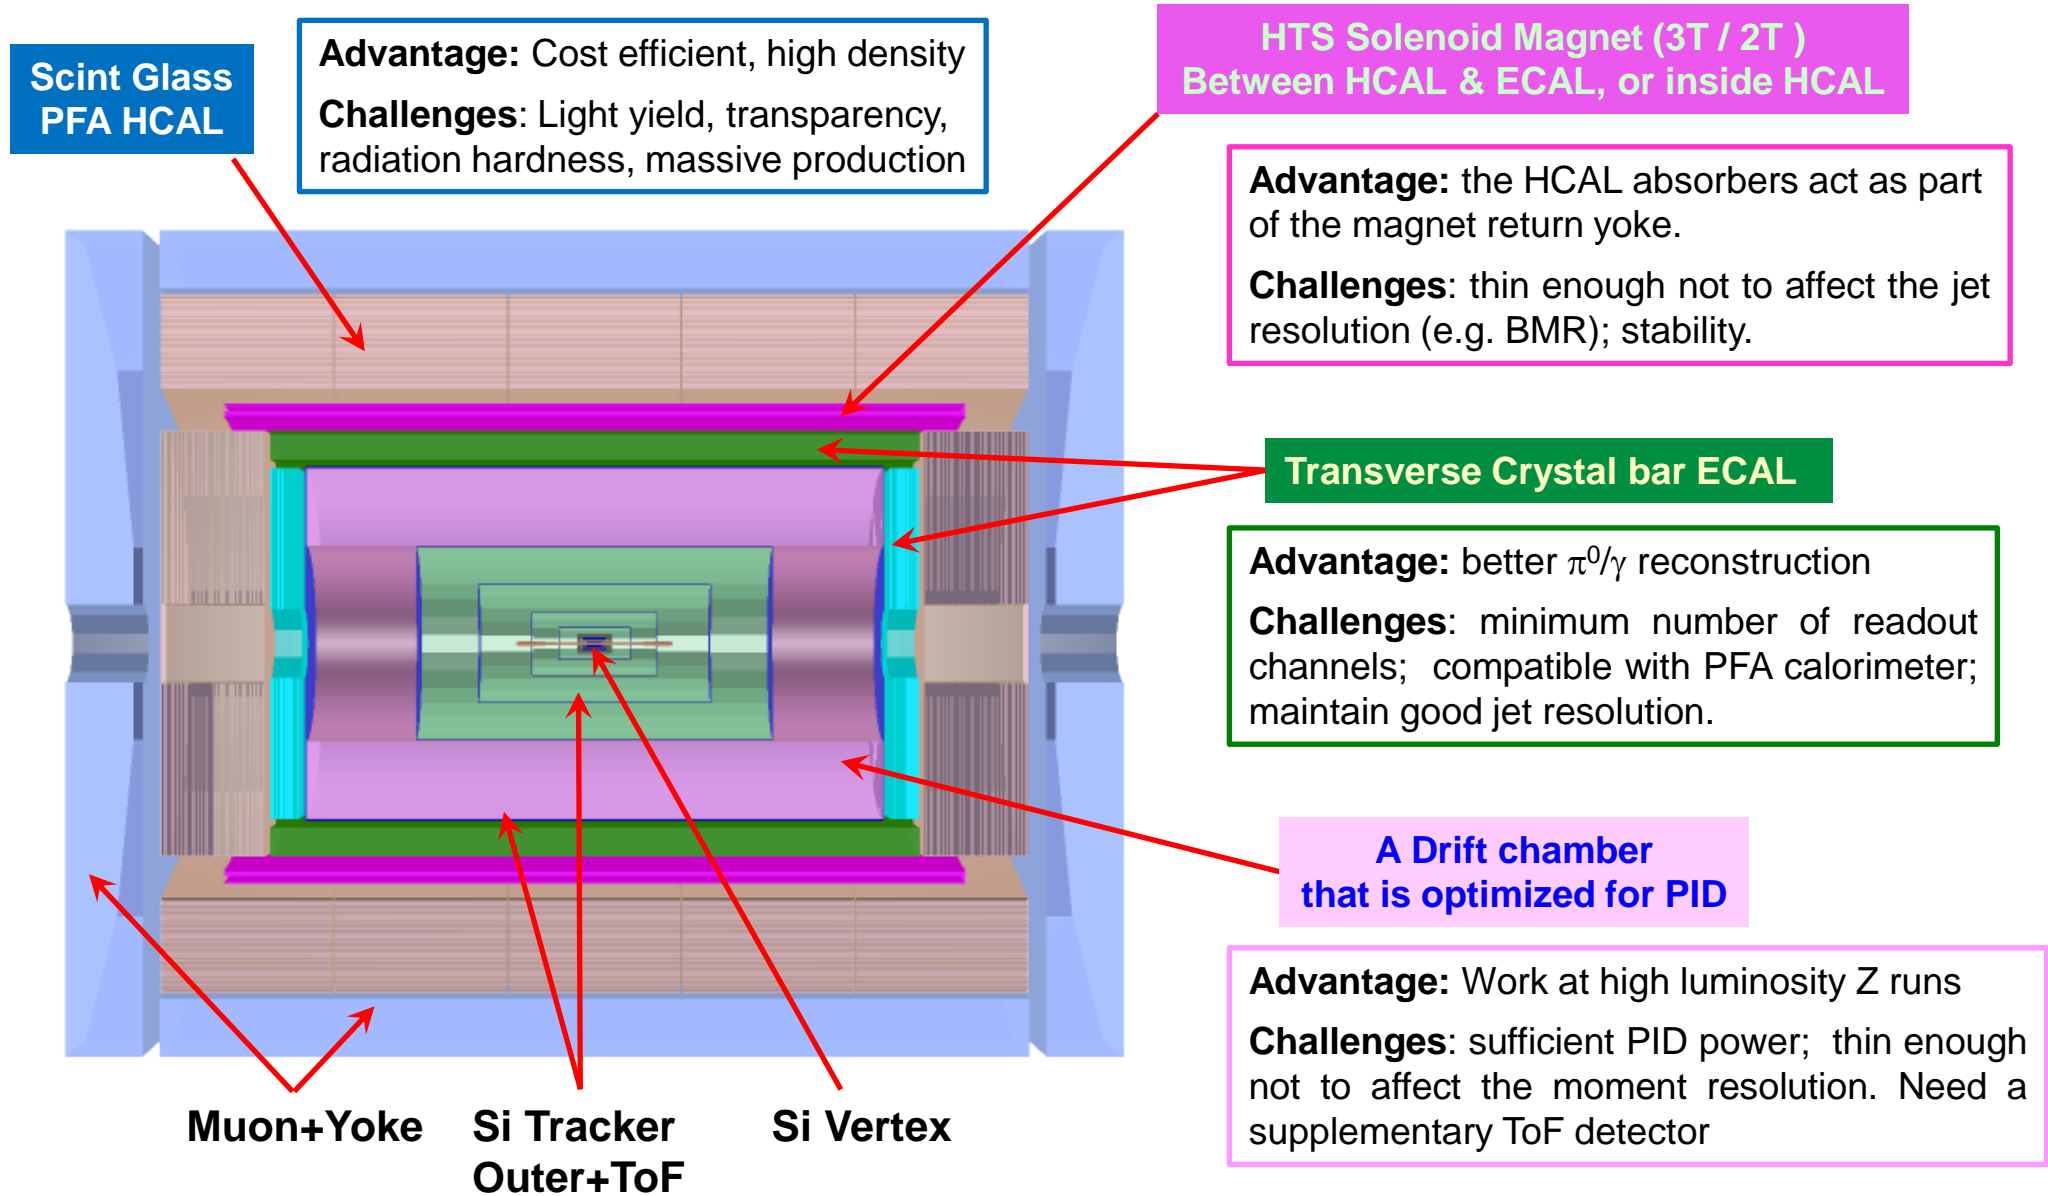 Scint Glass
PFA HCAL
Advantage: Cost efficient, high density
Challenges: Light yield, transparency,
radiation hardness, massive production
HTS Solenoid Magnet (3T / 2T )
Between HCAL & ECAL, or inside HCAL
Advantage: the HCAL absorbers act as part
of the magnet return yoke.
Challenges: thin enough not to affect the jet
resolution (e.g. BMR); stability.
Transverse Crystal bar ECAL
Advantage: better π⁰/γ reconstruction
Challenges: minimum number of readout
channels; compatible with PFA calorimeter;
maintain good jet resolution.
A Drift chamber
that is optimized for PID
Advantage: Work at high luminosity Z runs
Challenges: sufficient PID power; thin enough
not to affect the moment resolution. Need a
supplementary ToF detector
Muon+Yoke
Si Tracker
Outer+ToF
Si Vertex